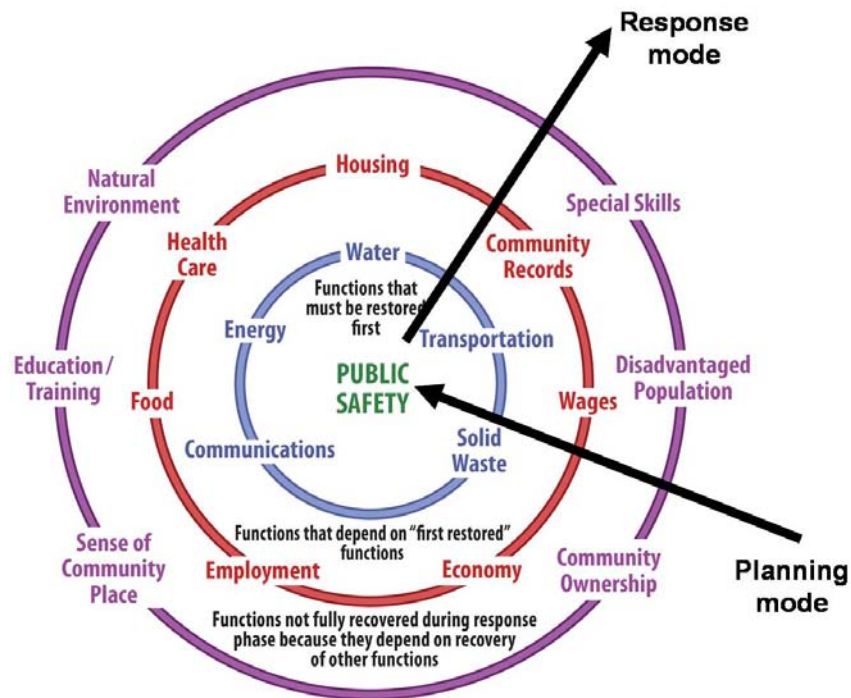 Response
mode
Housing
Natural
Environment
Special Skills
Health
Care
Water
Community
Records
Functions that
must be restored
first
Energy
Transportation
Education/
Training
PUBLIC
SAFETY
Disadvantaged
Population
Food
Wages
Communications
Solid
Waste
Functions that depend on "first restored"
functions
Sense of
Community
Place
Employment
Economy
Community
Ownership
Planning
mode
Functions not fully recovered during response
phase because they depend on recovery
of other functions